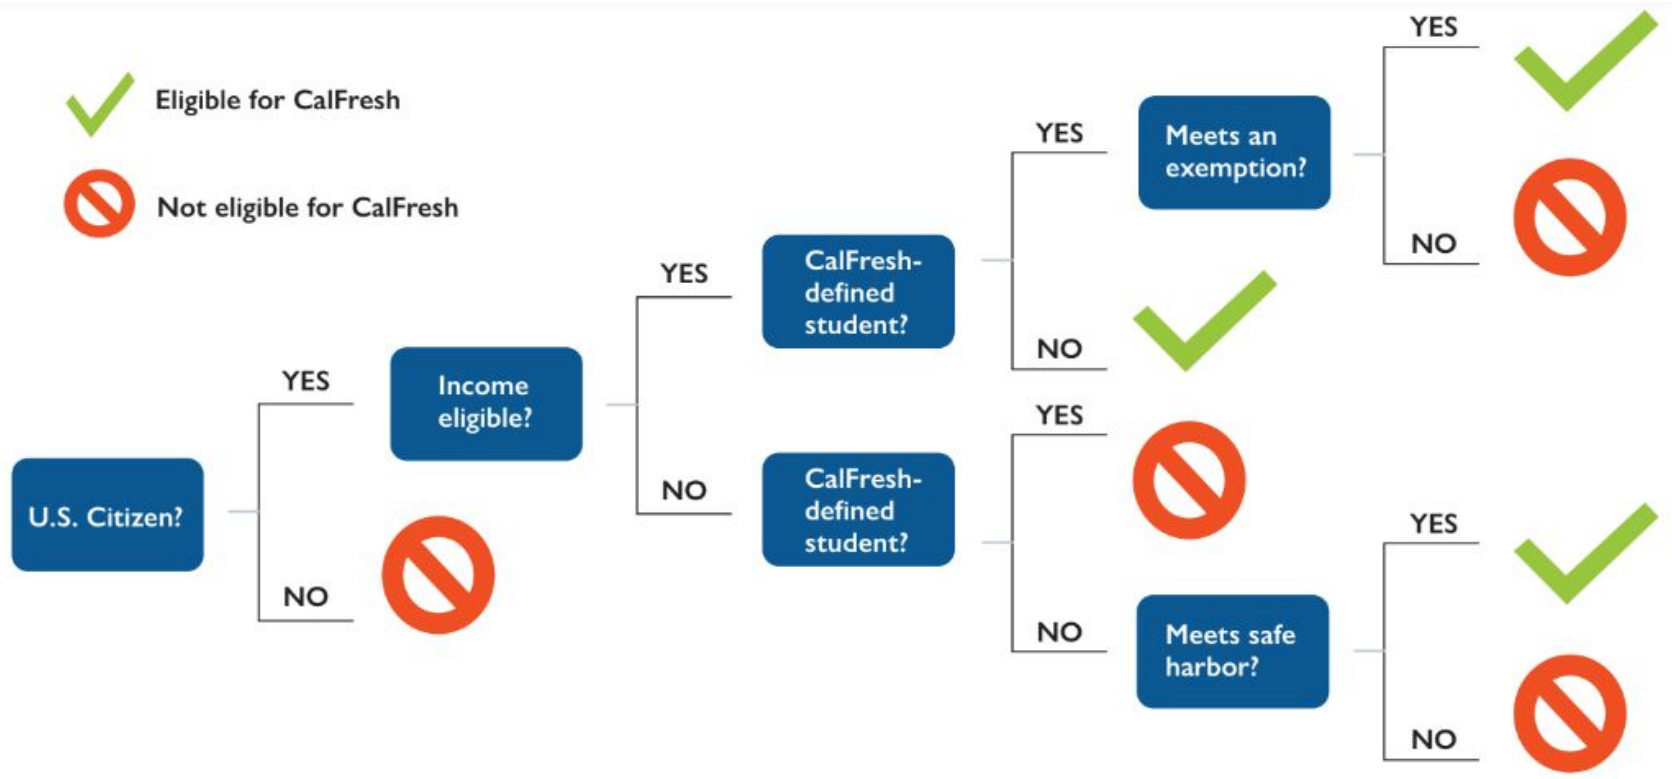 Eligible for CalFresh
Not eligible for CalFresh
U.S. Citizen?
YES
NO
Income
eligible?
YES
NO
CalFresh-
defined
student?
YES
NO
CalFresh-
defined
student?
YES
NO
Meets an
exemption?
YES
NO
Meets safe
harbor?
YES
NO